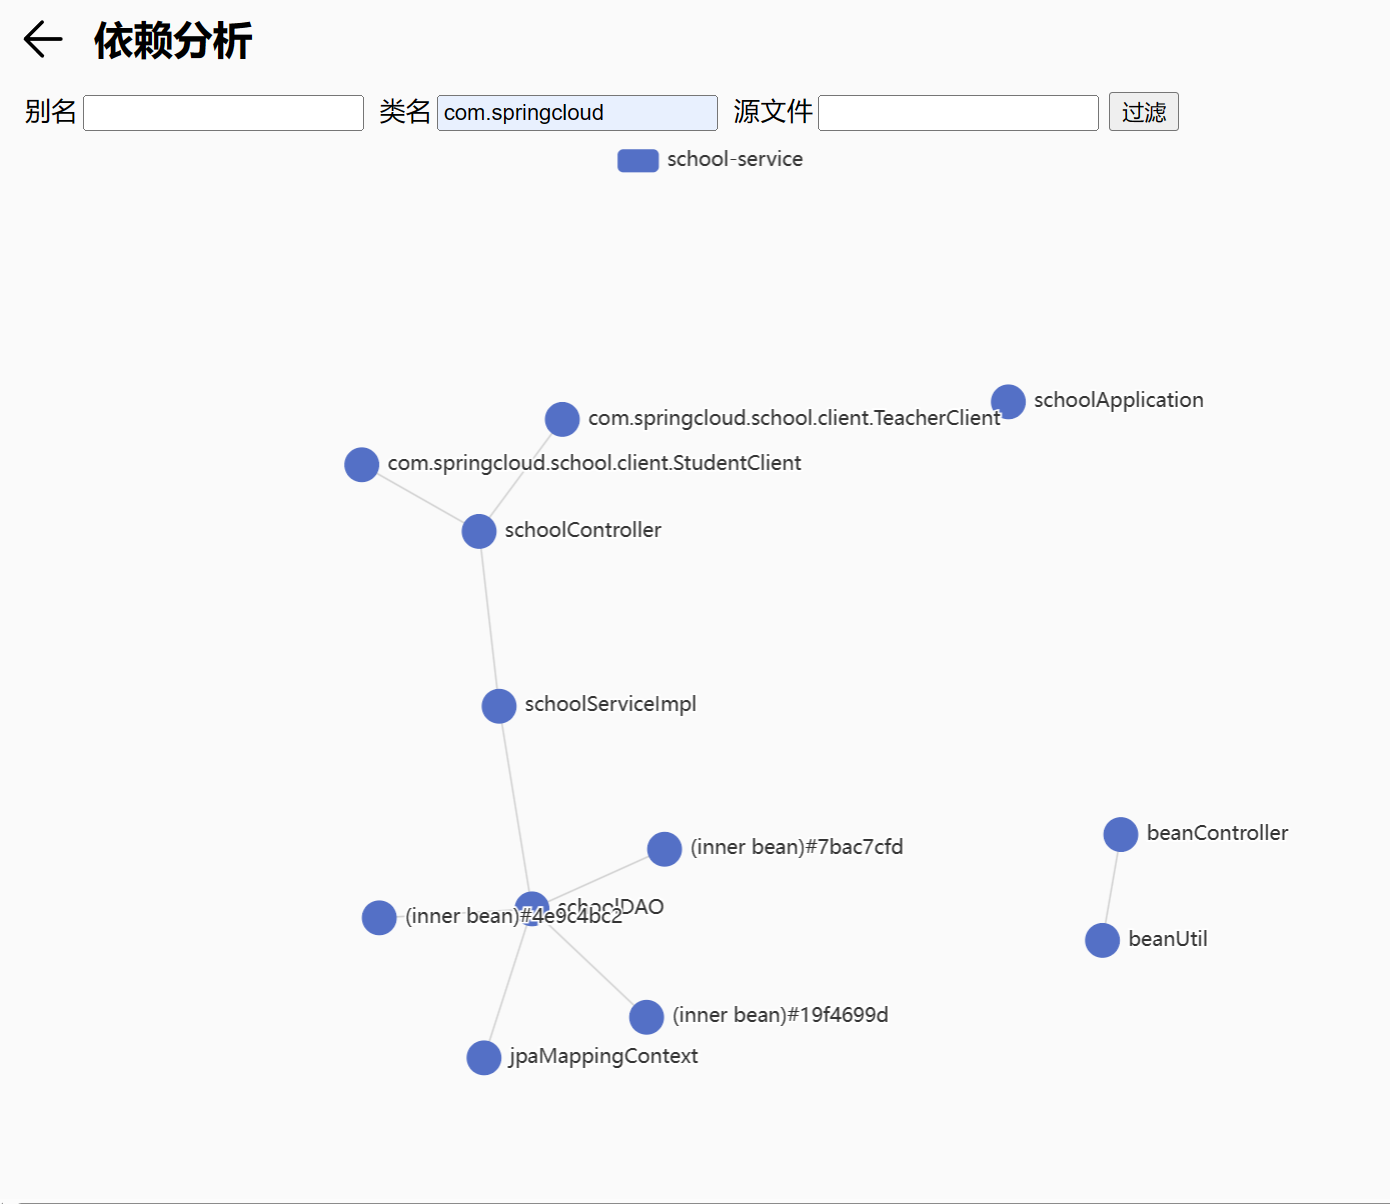 依赖分析
别名 类名 com.springcloud 源文件 过滤
school-service
schoolApplication
com.springcloud.school.client.TeacherClient
com.springcloud.school.client.StudentClient
schoolController
schoolServiceImpl
beanController
(inner bean)#7bac7cfd
schoolDAO
(inner bean)#4e9c4bc2
beanUtil
(inner bean)#19f4699d
jpaMappingContext